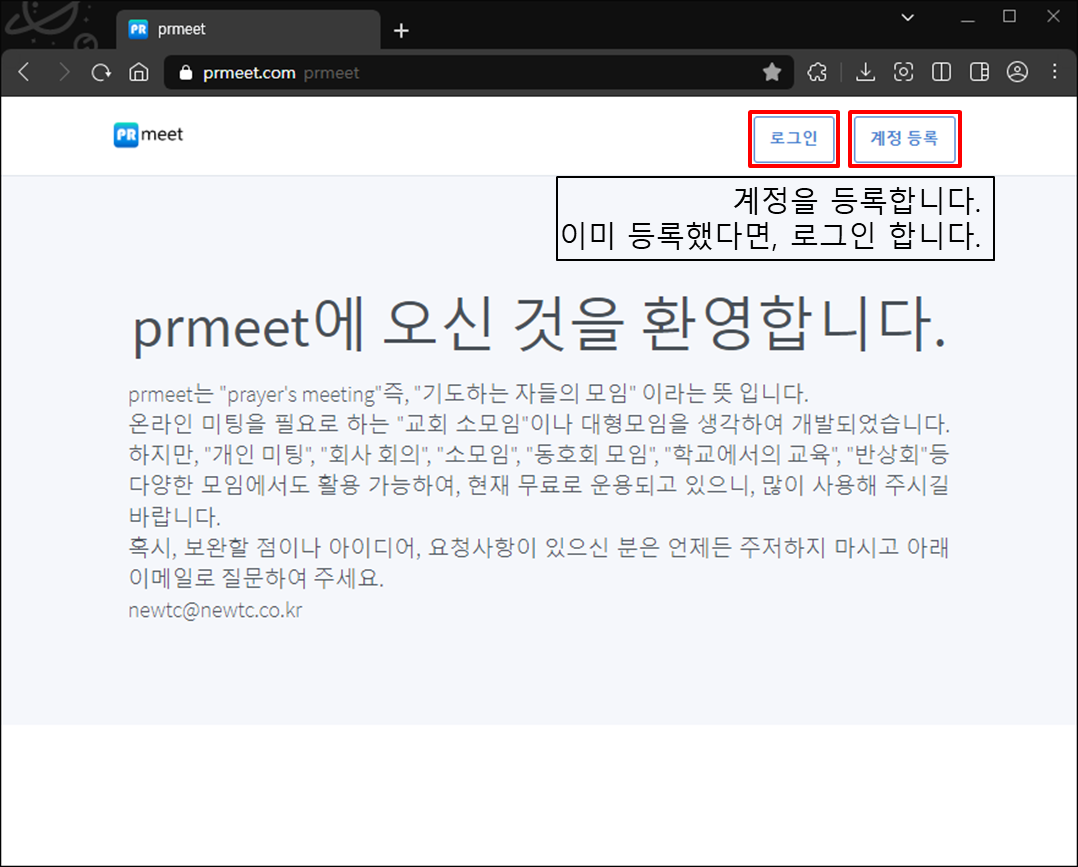 prmeet
prmeet.com prmeet
PR meet
로그인
계정 등록
계정을 등록합니다.
이미 등록했다면, 로그인 합니다.
prmeet에 오신 것을 환영합니다.
prmeet는 "prayer's meeting"즉, "기도하는 자들의 모임" 이라는 뜻 입니다.
온라인 미팅을 필요로 하는 "교회 소모임"이나 대형모임을 생각하여 개발되었습니다.
하지만, "개인 미팅", "회사 회의", "소모임", "동호회 모임", "학교에서의 교육", "반상회"등
다양한 모임에서도 활용 가능하여, 현재 무료로 운용되고 있으니, 많이 사용해 주시길
바랍니다.
혹시, 보완할 점이나 아이디어, 요청사항이 있으신 분은 언제든 주저하지 마시고 아래
이메일로 질문하여 주세요.
newtc@newtc.co.kr